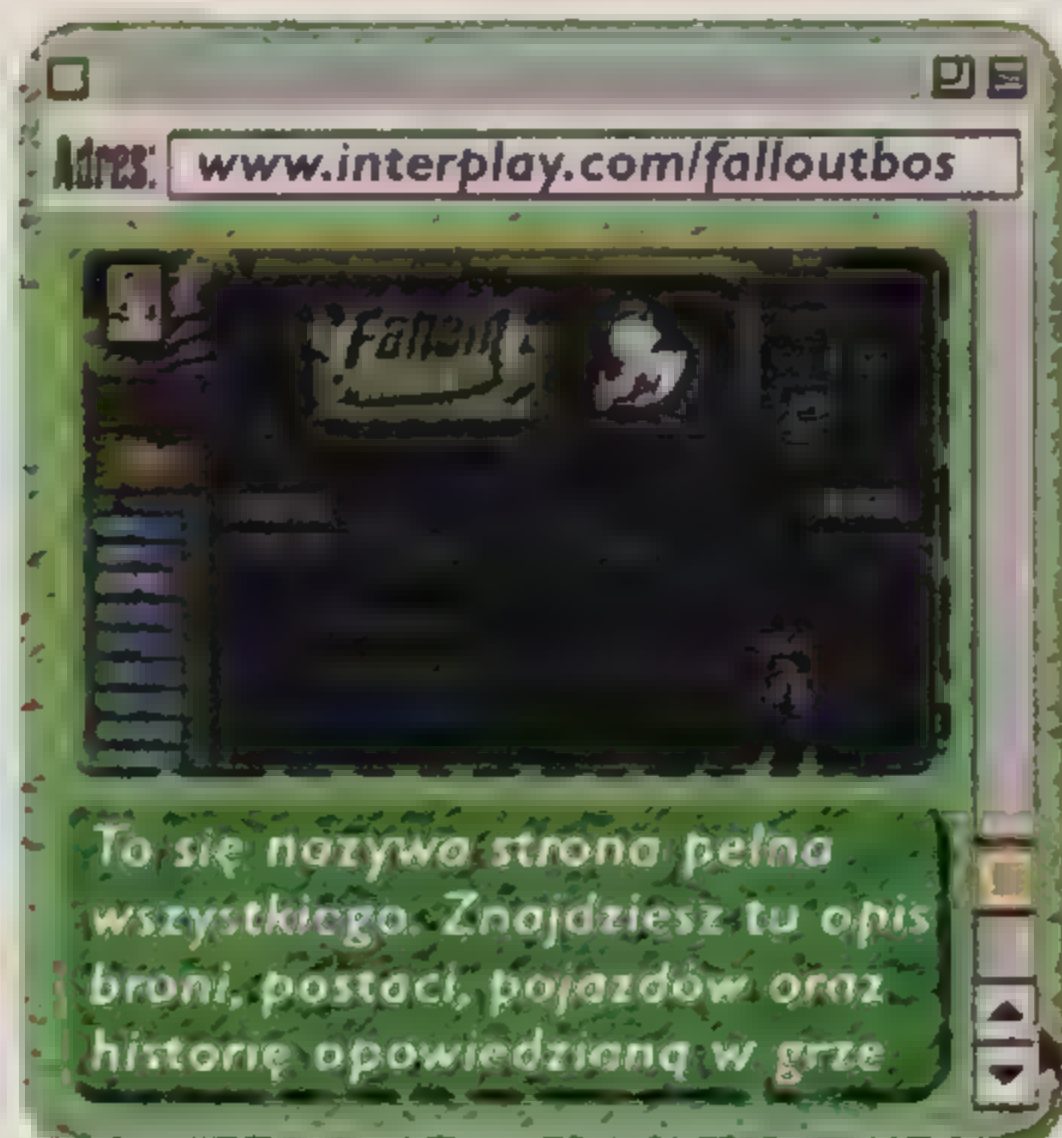 Adres: www.interplay.com/falloutbos
Fallout
To się nazywa strona pełna
wszystkiego. Znajdziesz tu opis
broni, postaci, pojazdów oraz
historię opowiedzianą w grze